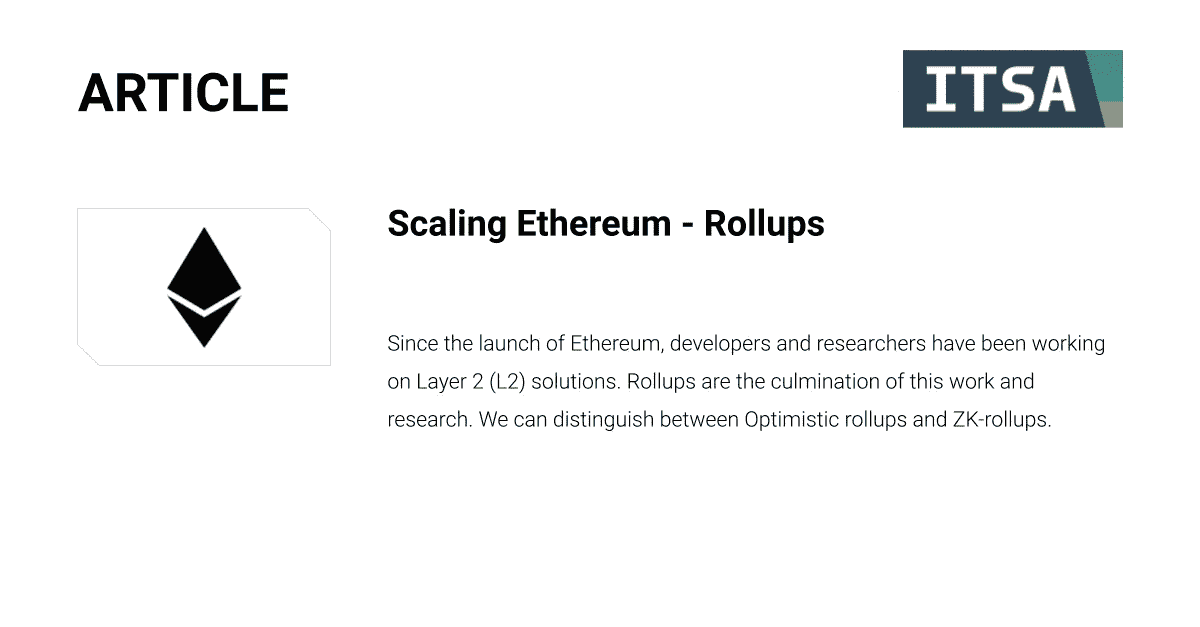 ARTICLE
ITSA
Scaling Ethereum - Rollups
Since the launch of Ethereum, developers and researchers have been working
on Layer 2 (L2) solutions. Rollups are the culmination of this work and
research. We can distinguish between Optimistic rollups and ZK-rollups.